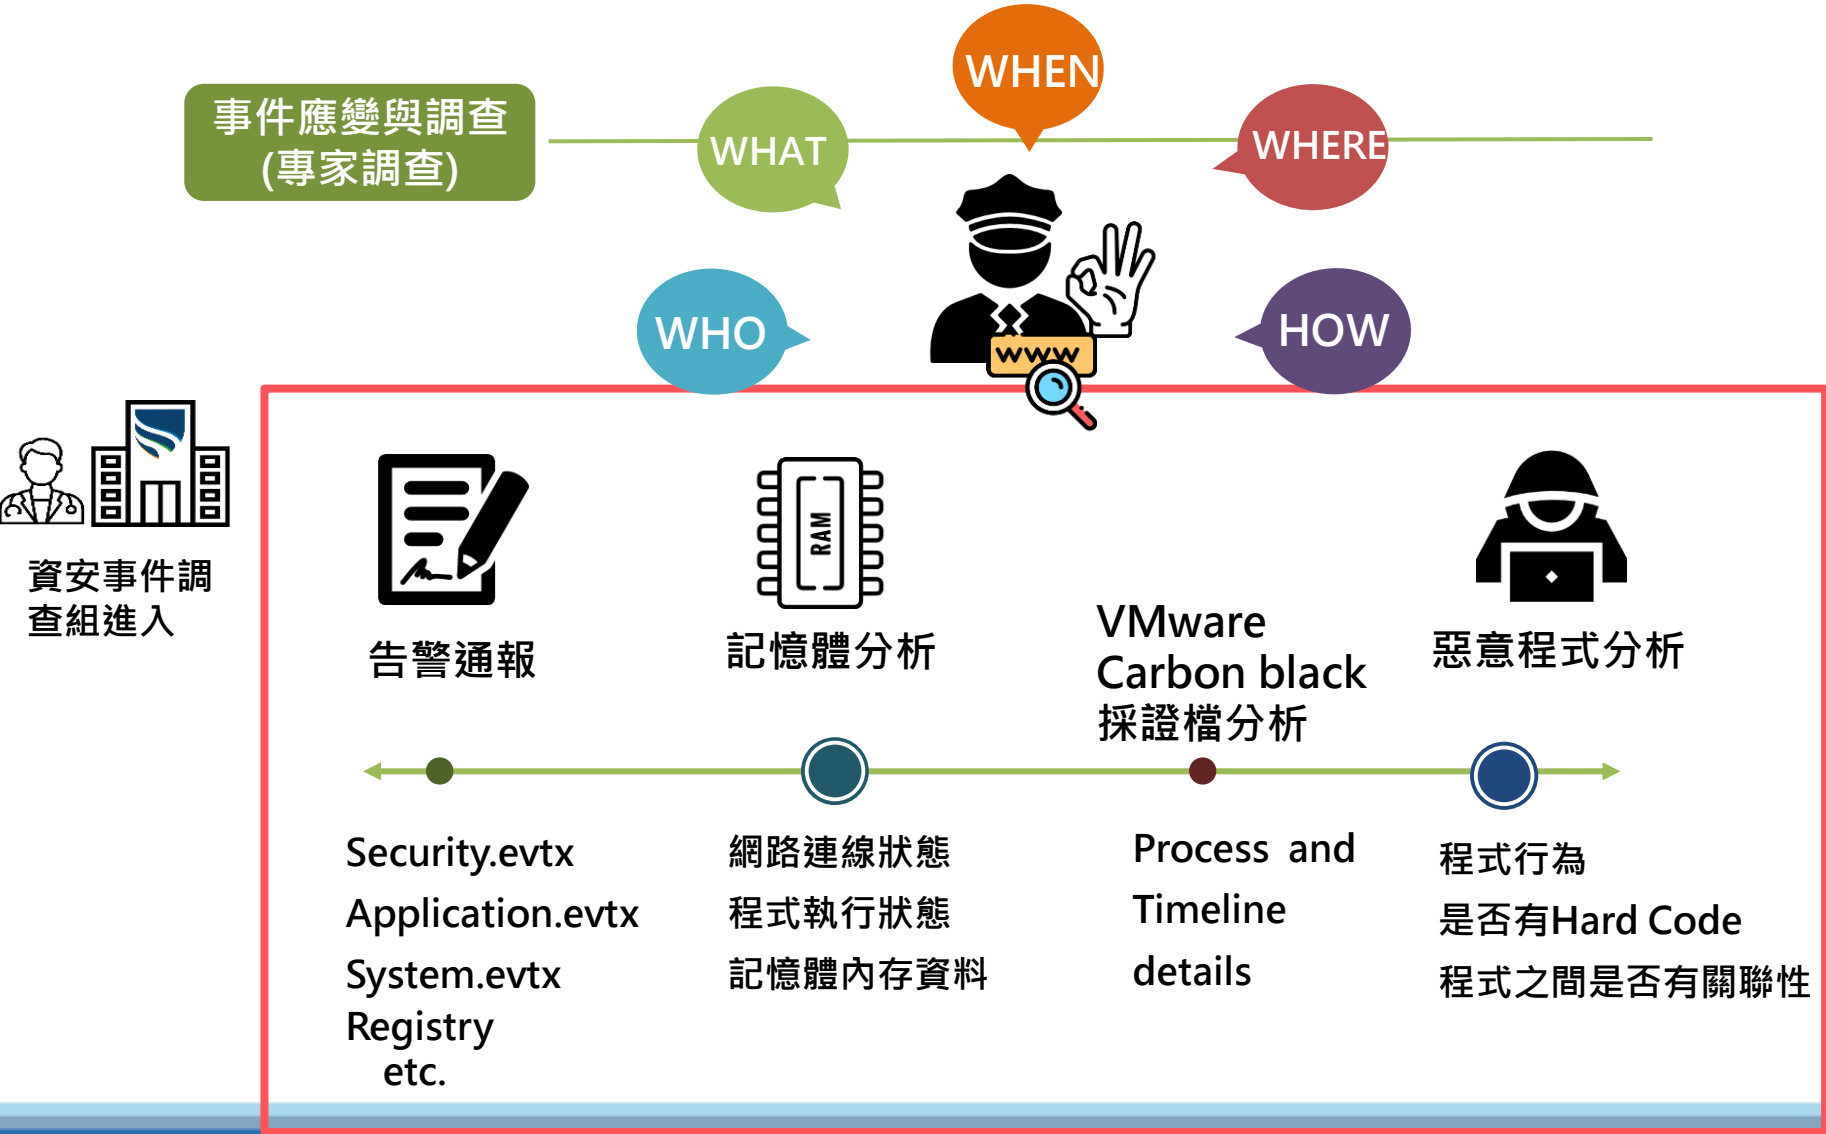 事件應變與調查
(專家調查)
WHAT
WHEN
WHERE
WHO
HOW
WWW
資安事件調
查組進入
告警通報
RAM
記憶體分析
VMware
Carbon black
採證檔分析
惡意程式分析
Security.evtx
Application.evtx
System.evtx
Registry
etc.
網路連線狀態
程式執行狀態
記憶體內存資料
Process and
Timeline
details
程式行為
是否有Hard Code
程式之間是否有關聯性